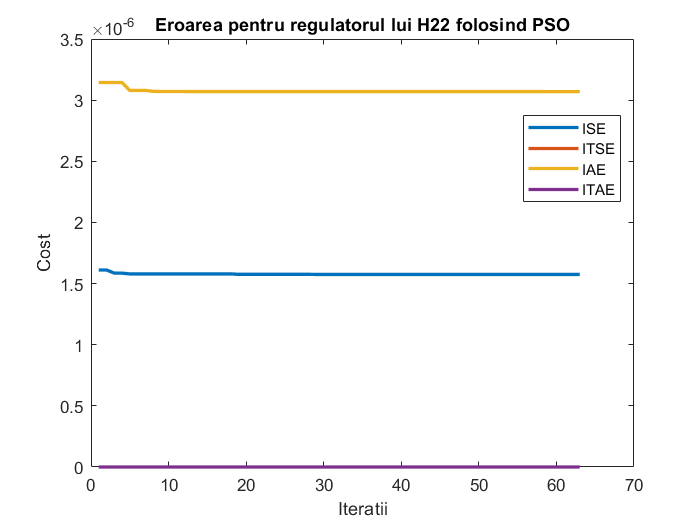 ×10-6
Eroarea pentru regulatorul lui H22 folosind PSO
3.5
3
2.5
2
1.5
1
0.5
0
Cost
ISE
ITSE
IAE
ITAE
0 10 20 30 40 50 60 70
Iteratii